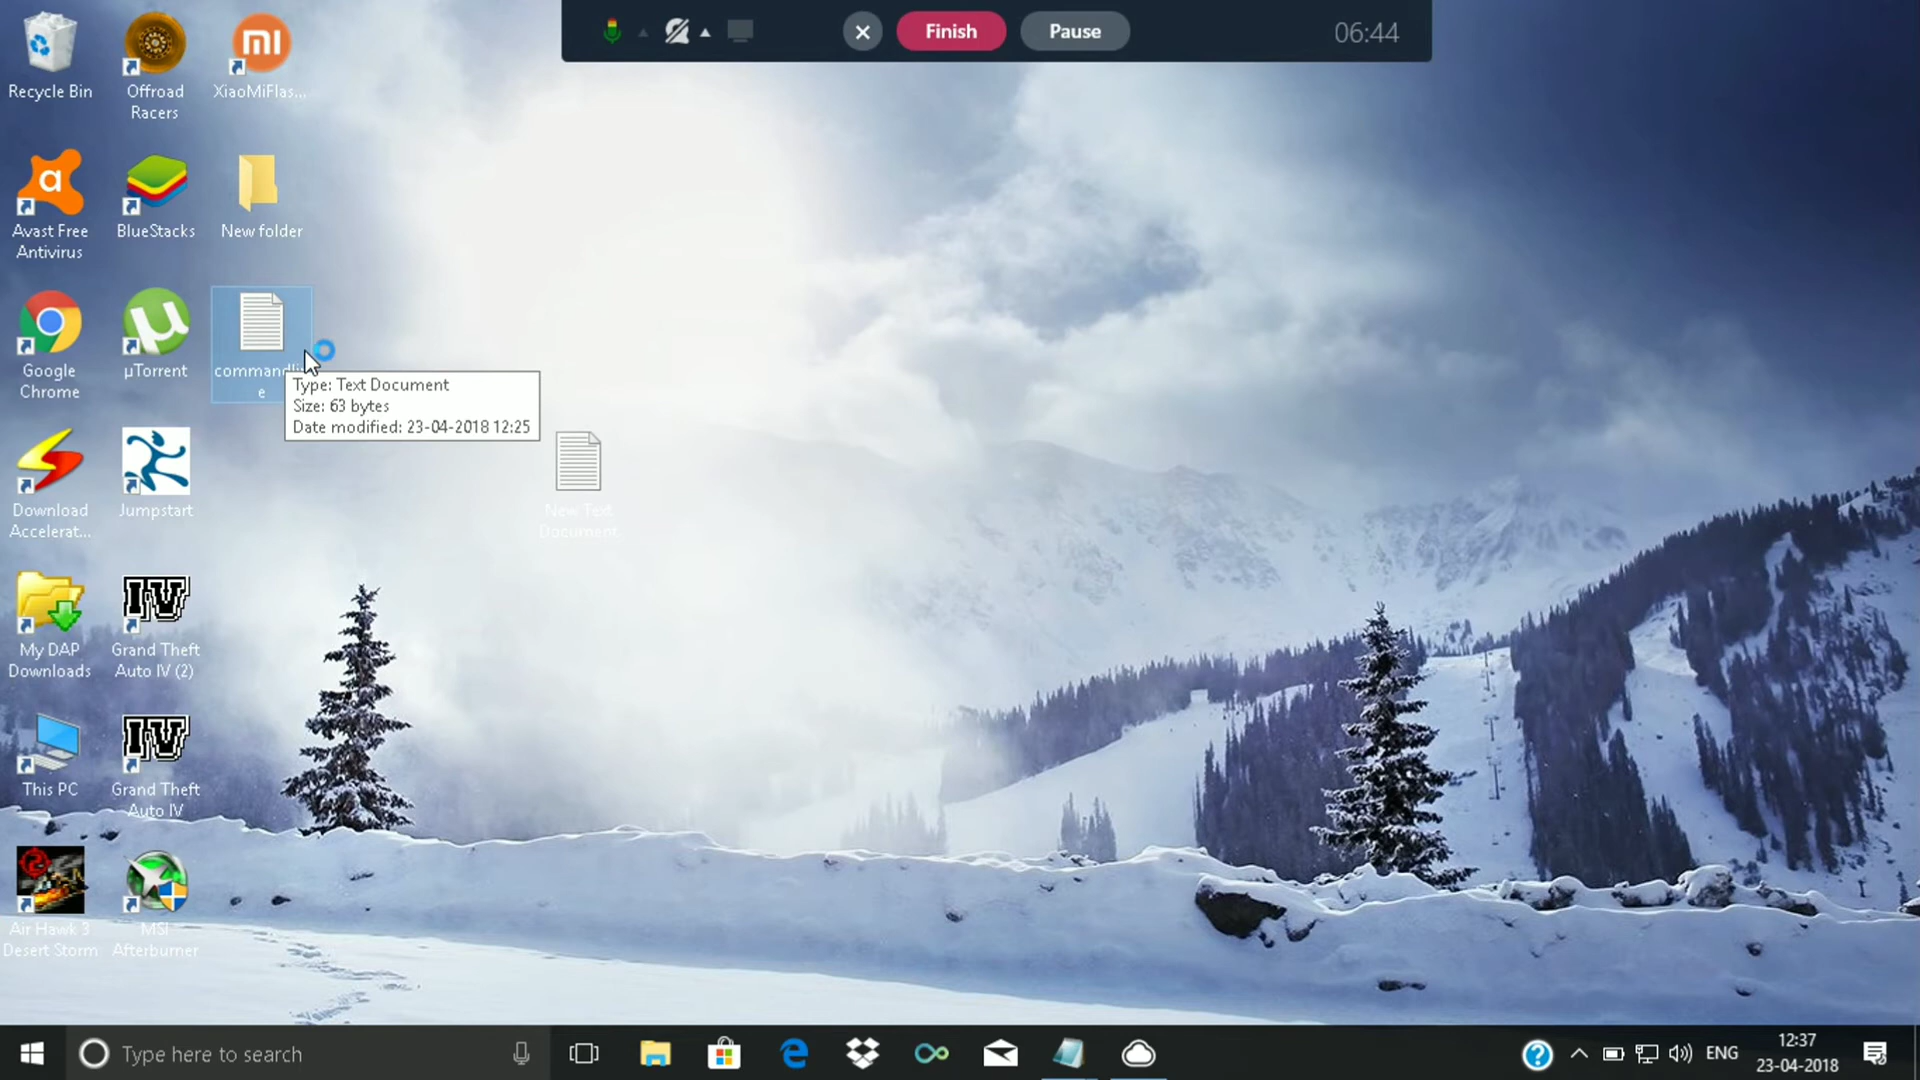 Finish
Pause
06:44
Recycle Bin
Offroad
Racers
mi
XiaoMiFlas...
a
Avast Free
Antivirus
BlueStacks
New folder
Google
Chrome
µ
µTorrent
e
Type: Text Document
Size: 63 bytes
Date modified: 23-04-2018 12:25
Download
Accelerat...
Jumpstart
New Text
Document
My DAP
Downloads
IV
Grand Theft
Auto IV (2)
This PC
IV
Grand Theft
Auto IV
Air Hawk 3
Desert Storm
MSI
Afterburner
Type here to search
ENG
12:37
23-04-2018